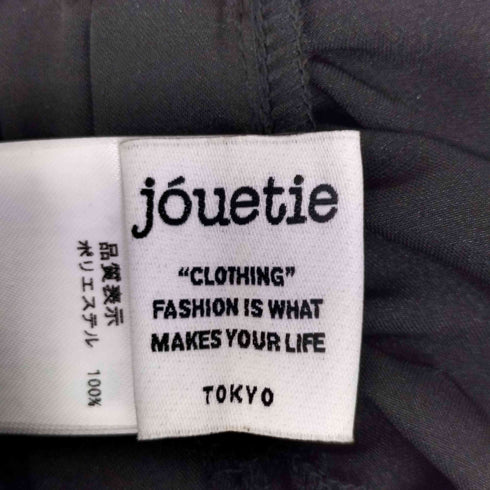 jóuetie
“CLOTHING”
FASHION IS WHAT
MAKES YOUR LIFE
TOKYO
品質表示
ポリエステル 100%